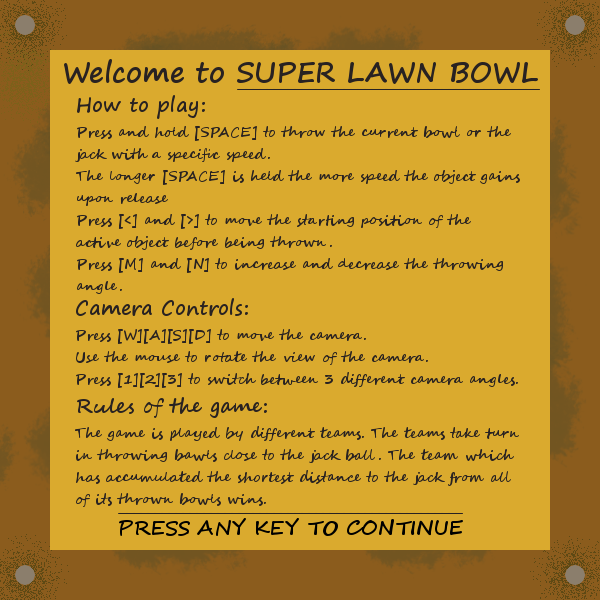 Welcome to SUPER LAWN BOWL
How to play:
Press and hold [SPACE] to throw the current bowl or the
jack with a specific speed.
The longer [SPACE] is held the more speed the object gains
upon release
Press [<] and [>] to move the starting position of the
active object before being thrown.
Press [M] and [N] to increase and decrease the throwing
angle.
Camera Controls:
Press [W][A][S][D] to move the camera.
Use the mouse to rotate the view of the camera.
Press [1][2][3] to switch between 3 different camera angles.
Rules of the game:
The game is played by different teams. The teams take turn
in throwing bawls close to the jack ball. The team which
has accumulated the shortest distance to the jack from all
of its thrown bowls wins.
PRESS ANY KEY TO CONTINUE